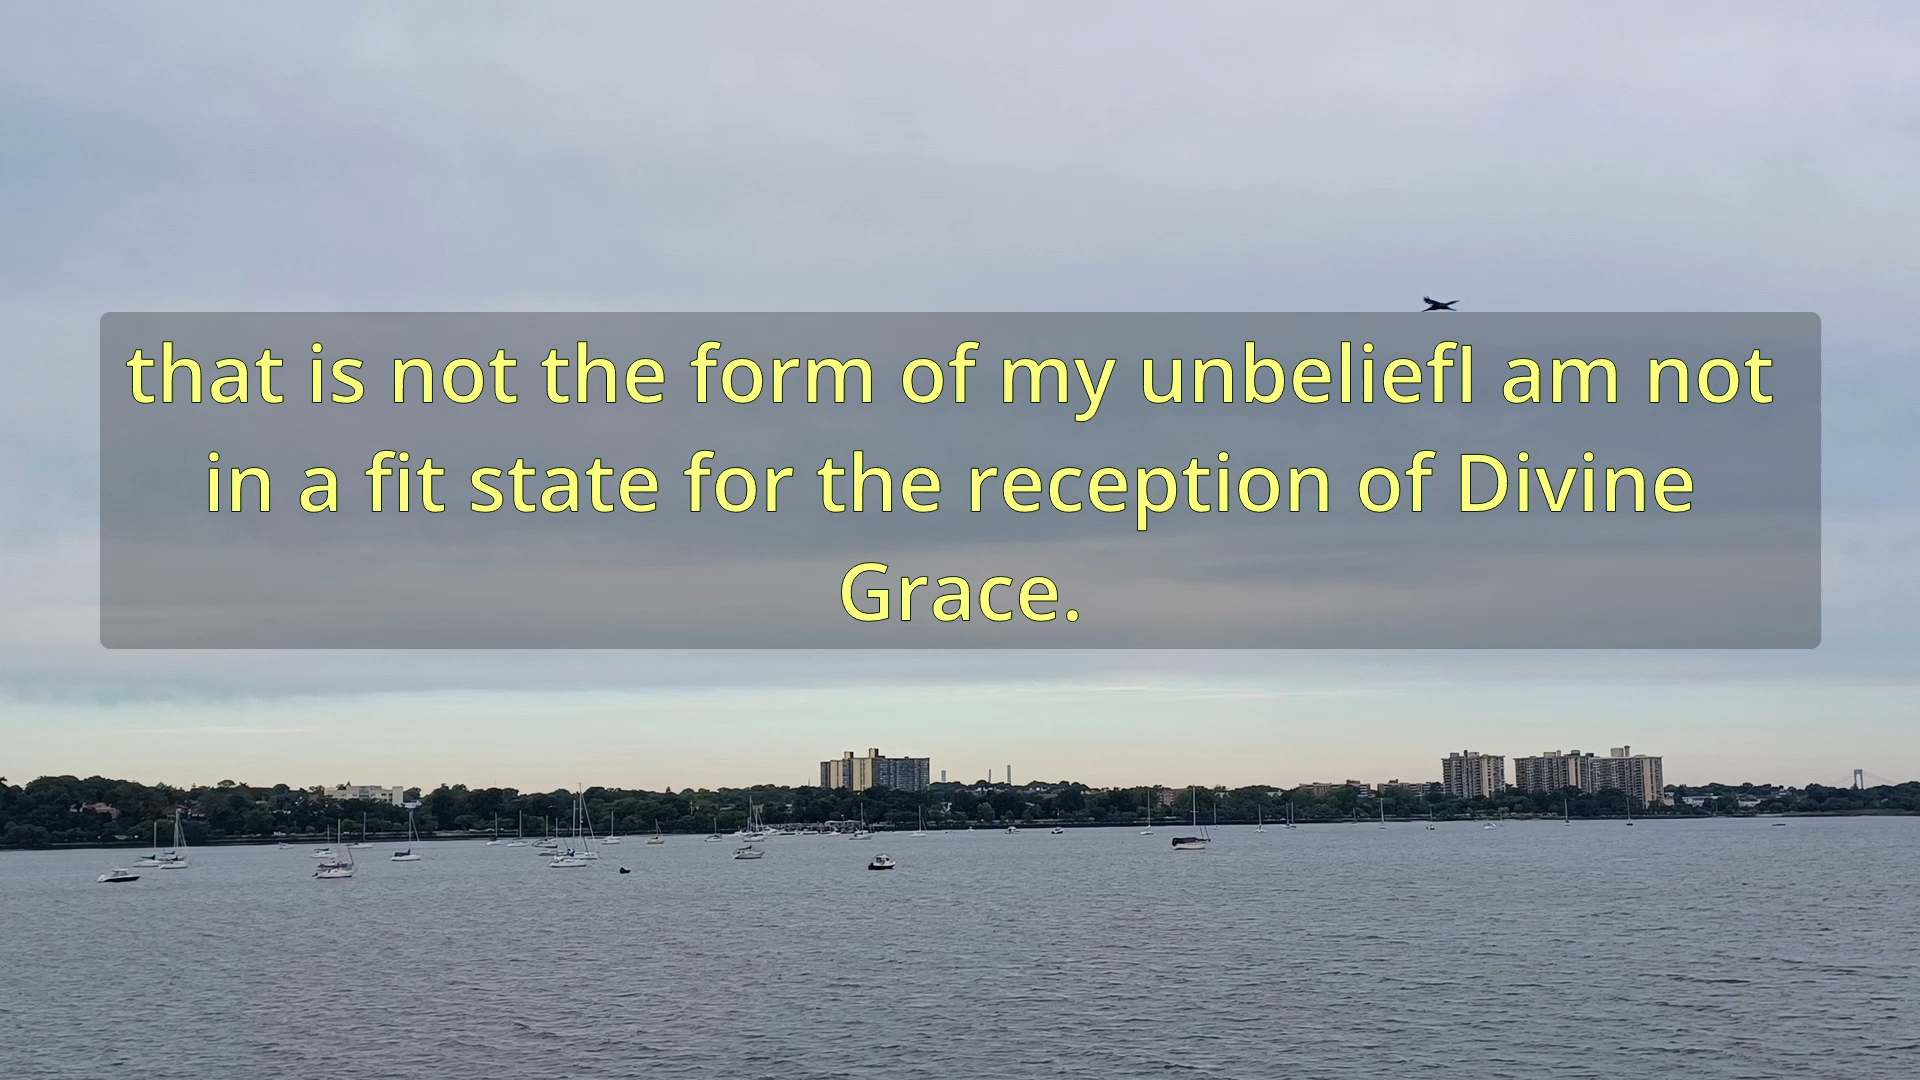 that is not the form of my unbeliefI am not
in a fit state for the reception of Divine
Grace.